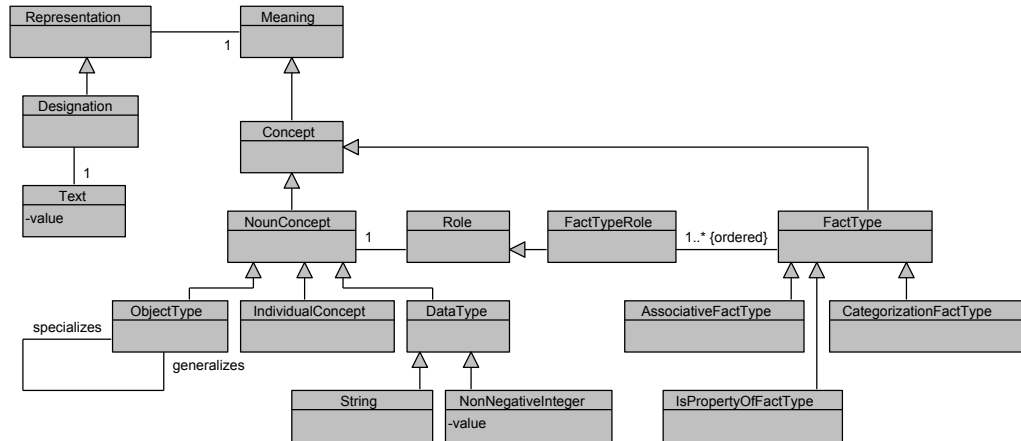 Representation
Meaning
1
Designation
Concept
1
Text
-value
NounConcept
1
Role
FactTypeRole
1..* {ordered}
FactType
ObjectType
IndividualConcept
DataType
AssociativeFactType
CategorizationFactType
specializes
generalizes
String
NonNegativeInteger
-value
IsPropertyOfFactType